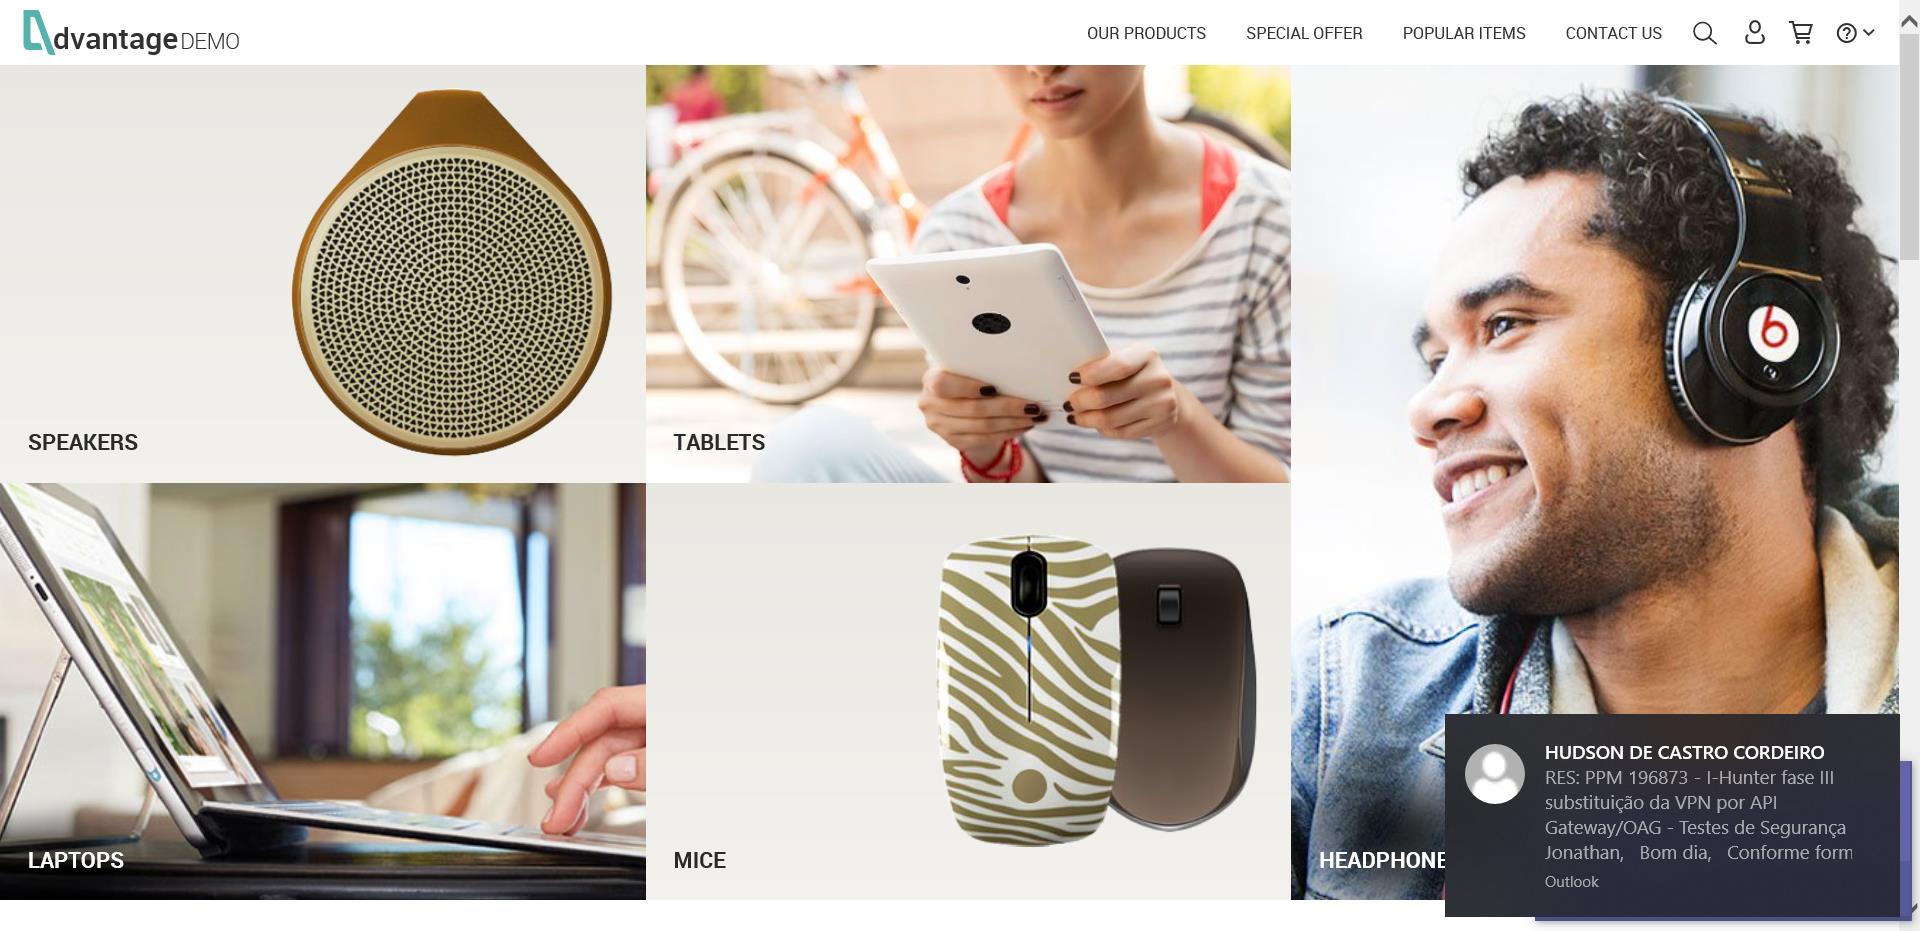 dvantage DEMO
OUR PRODUCTS
SPECIAL OFFER
POPULAR ITEMS
CONTACT US
SPEAKERS
TABLETS
LAPTOPS
MICE
HEADPHONE
HUDSON DE CASTRO CORDEIRO
RES: PPM 196873 - I-Hunter fase III
substituição da VPN por API
Gateway/OAG - Testes de Segurança
Jonathan, Bom dia, Conforme form
Outlook